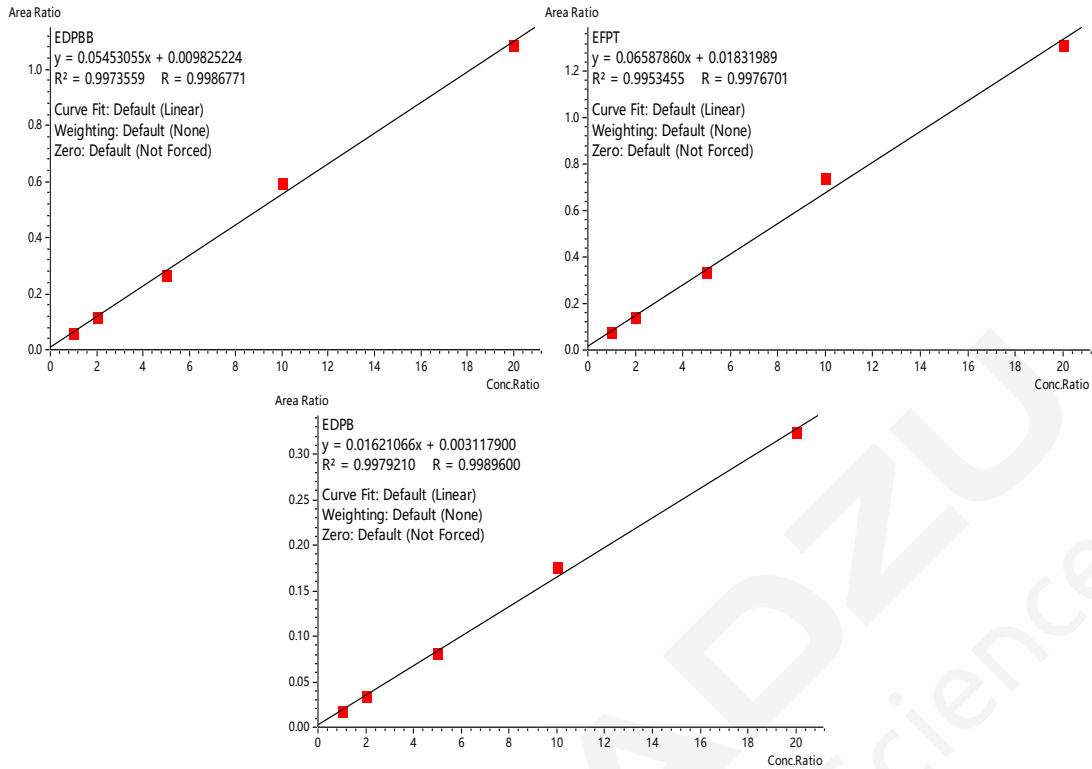 Area Ratio
EDPBB
y = 0.05453055x + 0.009825224
R² = 0.9973559 R = 0.9986771
Curve Fit: Default (Linear)
Weighting: Default (None)
Zero: Default (Not Forced)
1.0
0.8
0.6
0.4
0.2
0.0
0 2 4 6 8 10 12 14 16 18 20
Conc.Ratio
Area Ratio
EFPT
y = 0.06587860x + 0.01831989
R² = 0.9953455 R = 0.9976701
Curve Fit: Default (Linear)
Weighting: Default (None)
Zero: Default (Not Forced)
1.2
1.0
0.8
0.6
0.4
0.2
0.0
0 2 4 6 8 10 12 14 16 18 20
Conc.Ratio
Area Ratio
EDPB
y = 0.01621066x + 0.003117900
R² = 0.9979210 R = 0.9989600
Curve Fit: Default (Linear)
Weighting: Default (None)
Zero: Default (Not Forced)
0.30
0.25
0.20
0.15
0.10
0.05
0.00
0 2 4 6 8 10 12 14 16 18 20
Conc.Ratio
ADZU
science